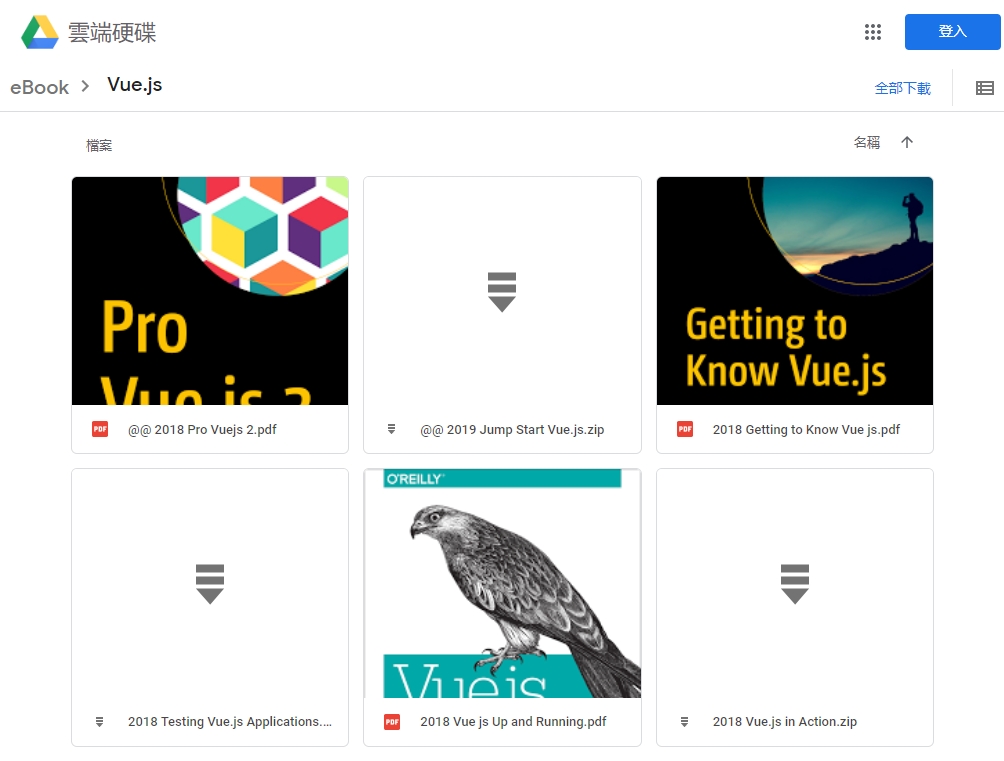 雲端硬碟
登入
eBook > Vue.js
全部下載
檔案
名稱
Pro
Vue.js 2
Getting to
Know Vue.js
PDF @@ 2018 Pro Vuejs 2.pdf
@@ 2019 Jump Start Vue.js.zip
PDF 2018 Getting to Know Vue js.pdf
O'REILLY
Vue.js
2018 Testing Vue.js Applications....
PDF 2018 Vue js Up and Running.pdf
2018 Vue.js in Action.zip